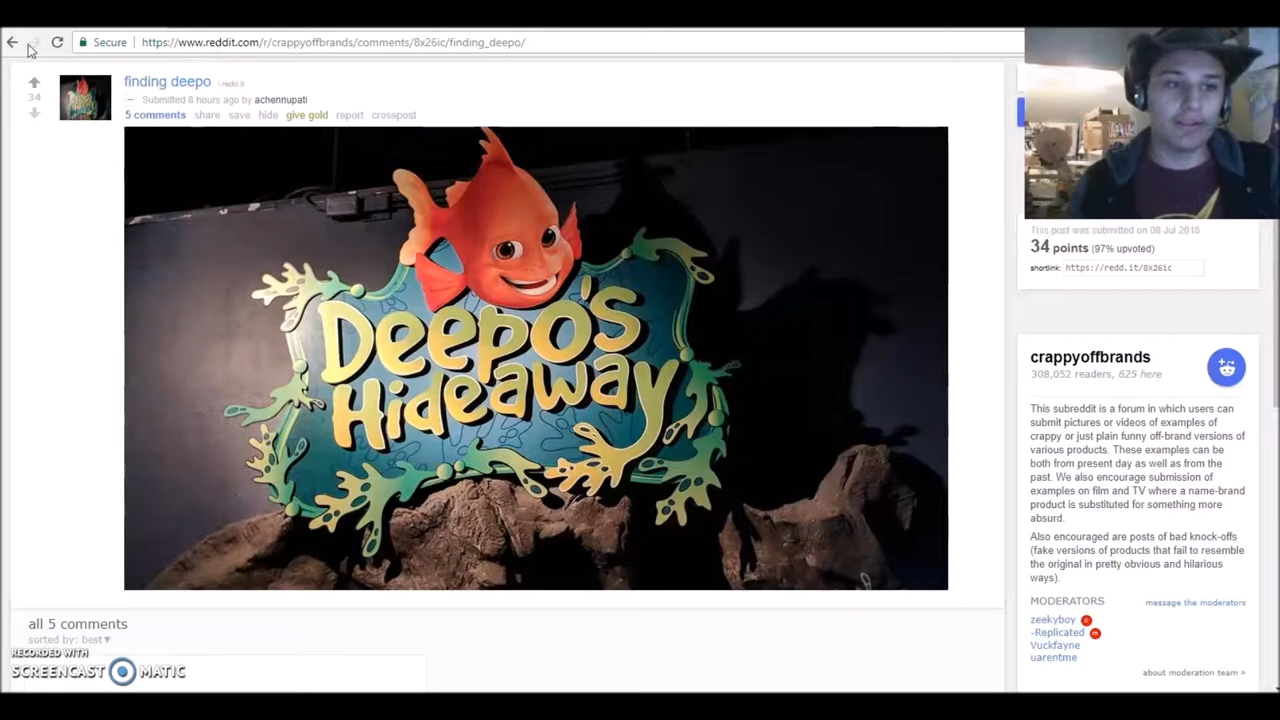 Secure https://www.reddit.com/r/crappyoffbrands/comments/8x26ic/finding_deepo/
finding deepo i.redd.it
34
Submitted 8 hours ago by achennupati
5 comments share save hide give gold report crosspost
Deepo's
Hideaway
This post was submitted on 08 Jul 2018
34 points (97% upvoted)
shortlink: https://redd.it/8x26ic
crappyoffbrands
308,052 readers, 625 here
This subreddit is a forum in which users can
submit pictures or videos of examples of
crappy or just plain funny off-brand versions of
various products. These examples can be
both from present day as well as from the
past. We also encourage submission of
examples on film and TV where a name-brand
product is substituted for something more
absurd.
Also encouraged are posts of bad knock-offs
(fake versions of products that fail to resemble
the original in pretty obvious and hilarious
ways).
MODERATORS message the moderators
zeekyboy c
-Replicated m
Vuckfayne
uarentme
about moderation team »
all 5 comments
sorted by: best▼
RECORDED WITH
SCREENCAST MATIC